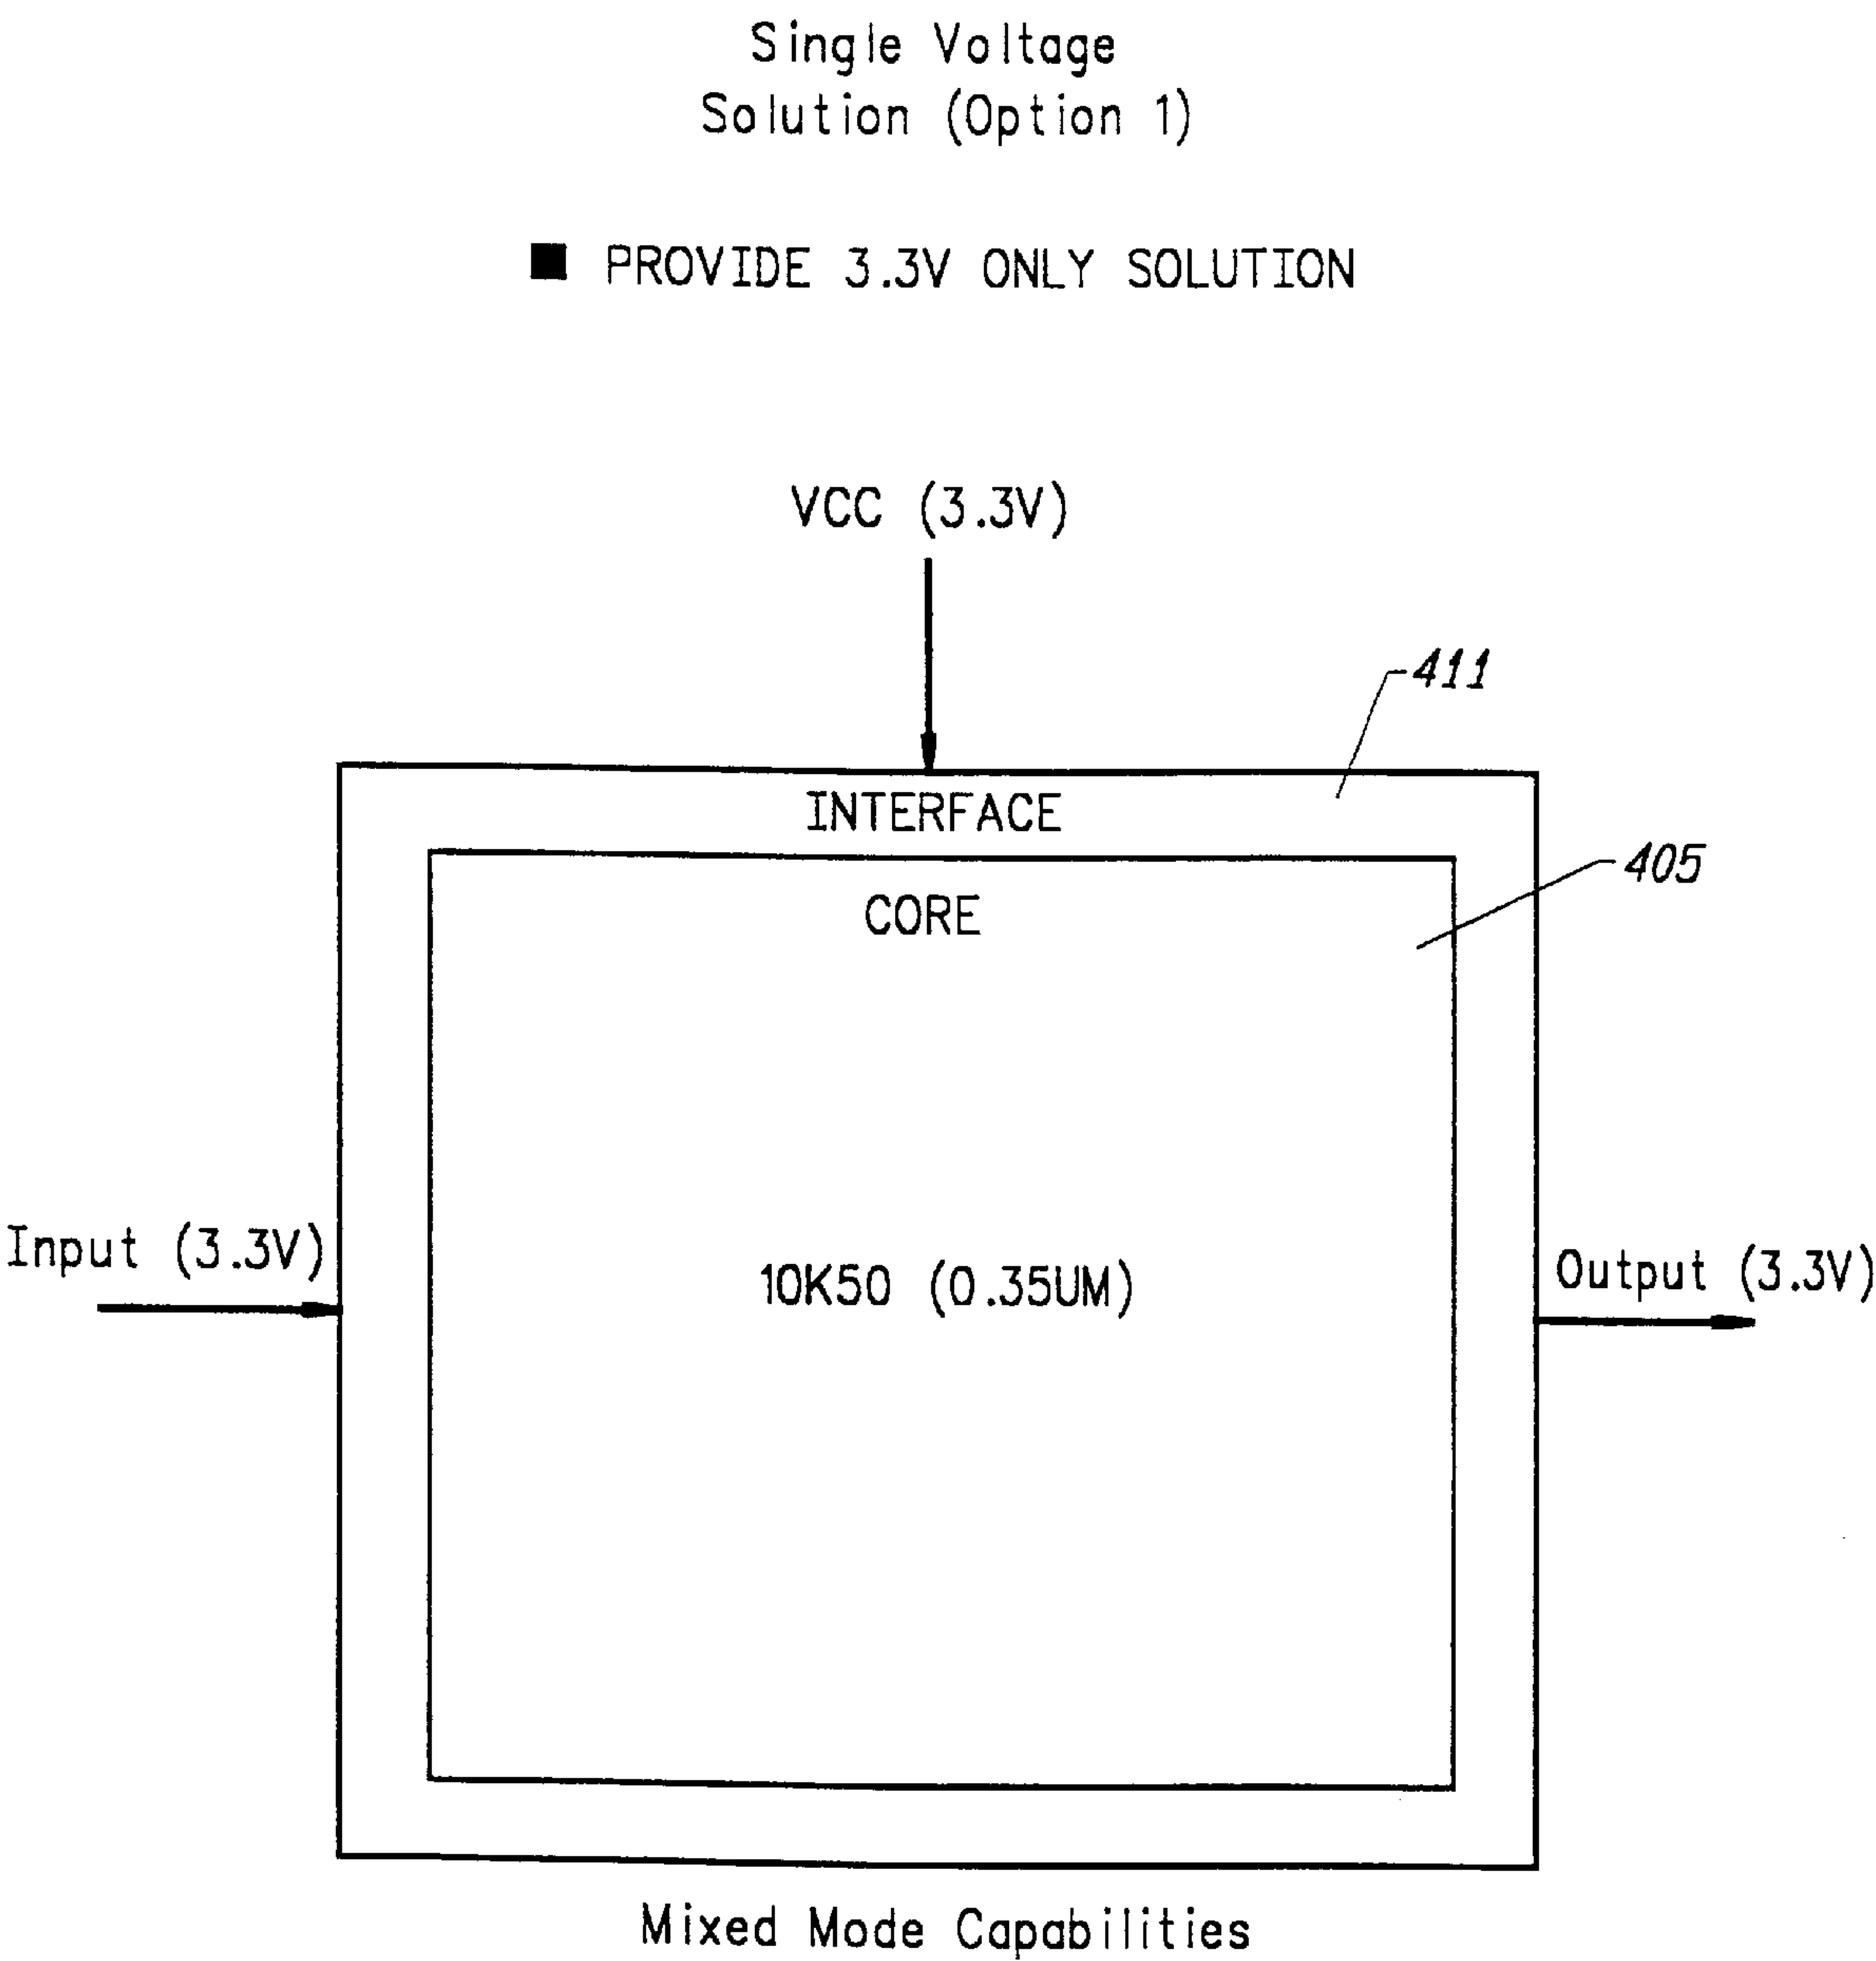 Single Voltage
Solution (Option 1)
■ PROVIDE 3.3V ONLY SOLUTION
VCC (3.3V)
411
INTERFACE
405
CORE
Input (3.3V)
10K50 (0.35UM)
Output (3.3V)
Mixed Mode Capabilities